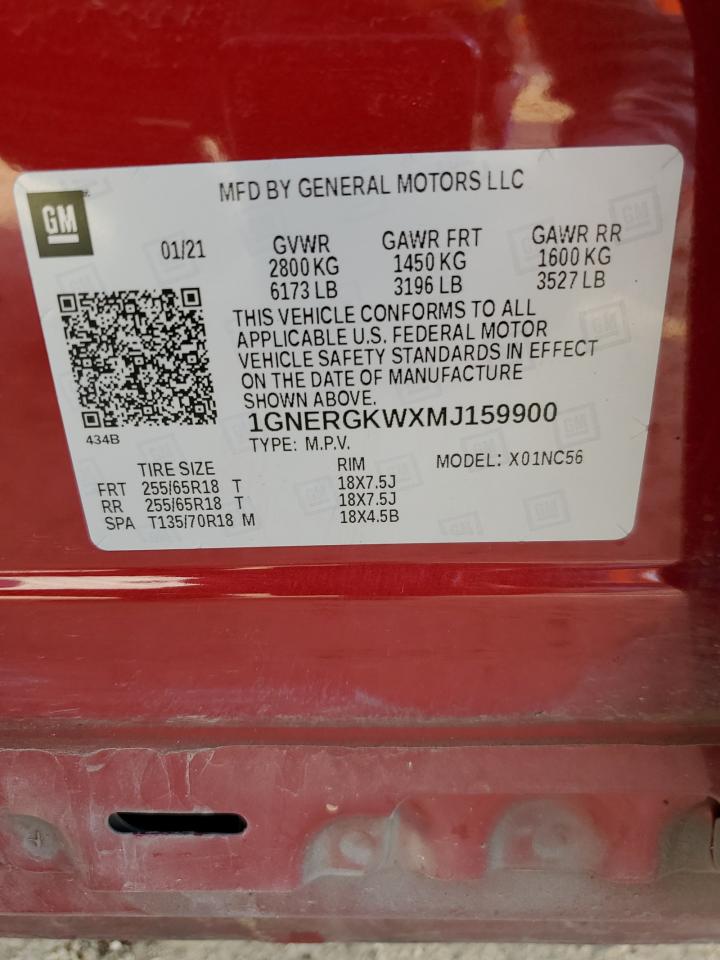 MFD BY GENERAL MOTORS LLC
GM
01/21 GVWR GAWR FRT GAWR RR
2800 KG 1450 KG 1600 KG
6173 LB 3196 LB 3527 LB
THIS VEHICLE CONFORMS TO ALL
APPLICABLE U.S. FEDERAL MOTOR
VEHICLE SAFETY STANDARDS IN EFFECT
ON THE DATE OF MANUFACTURE
SHOWN ABOVE.
1GNERGKWXMJ159900
434B
TYPE: M.P.V.
TIRE SIZE RIM MODEL: X01NC56
FRT 255/65R18 T 18X7.5J
RR 255/65R18 T 18X7.5J
SPA T135/70R18 M 18X4.5B